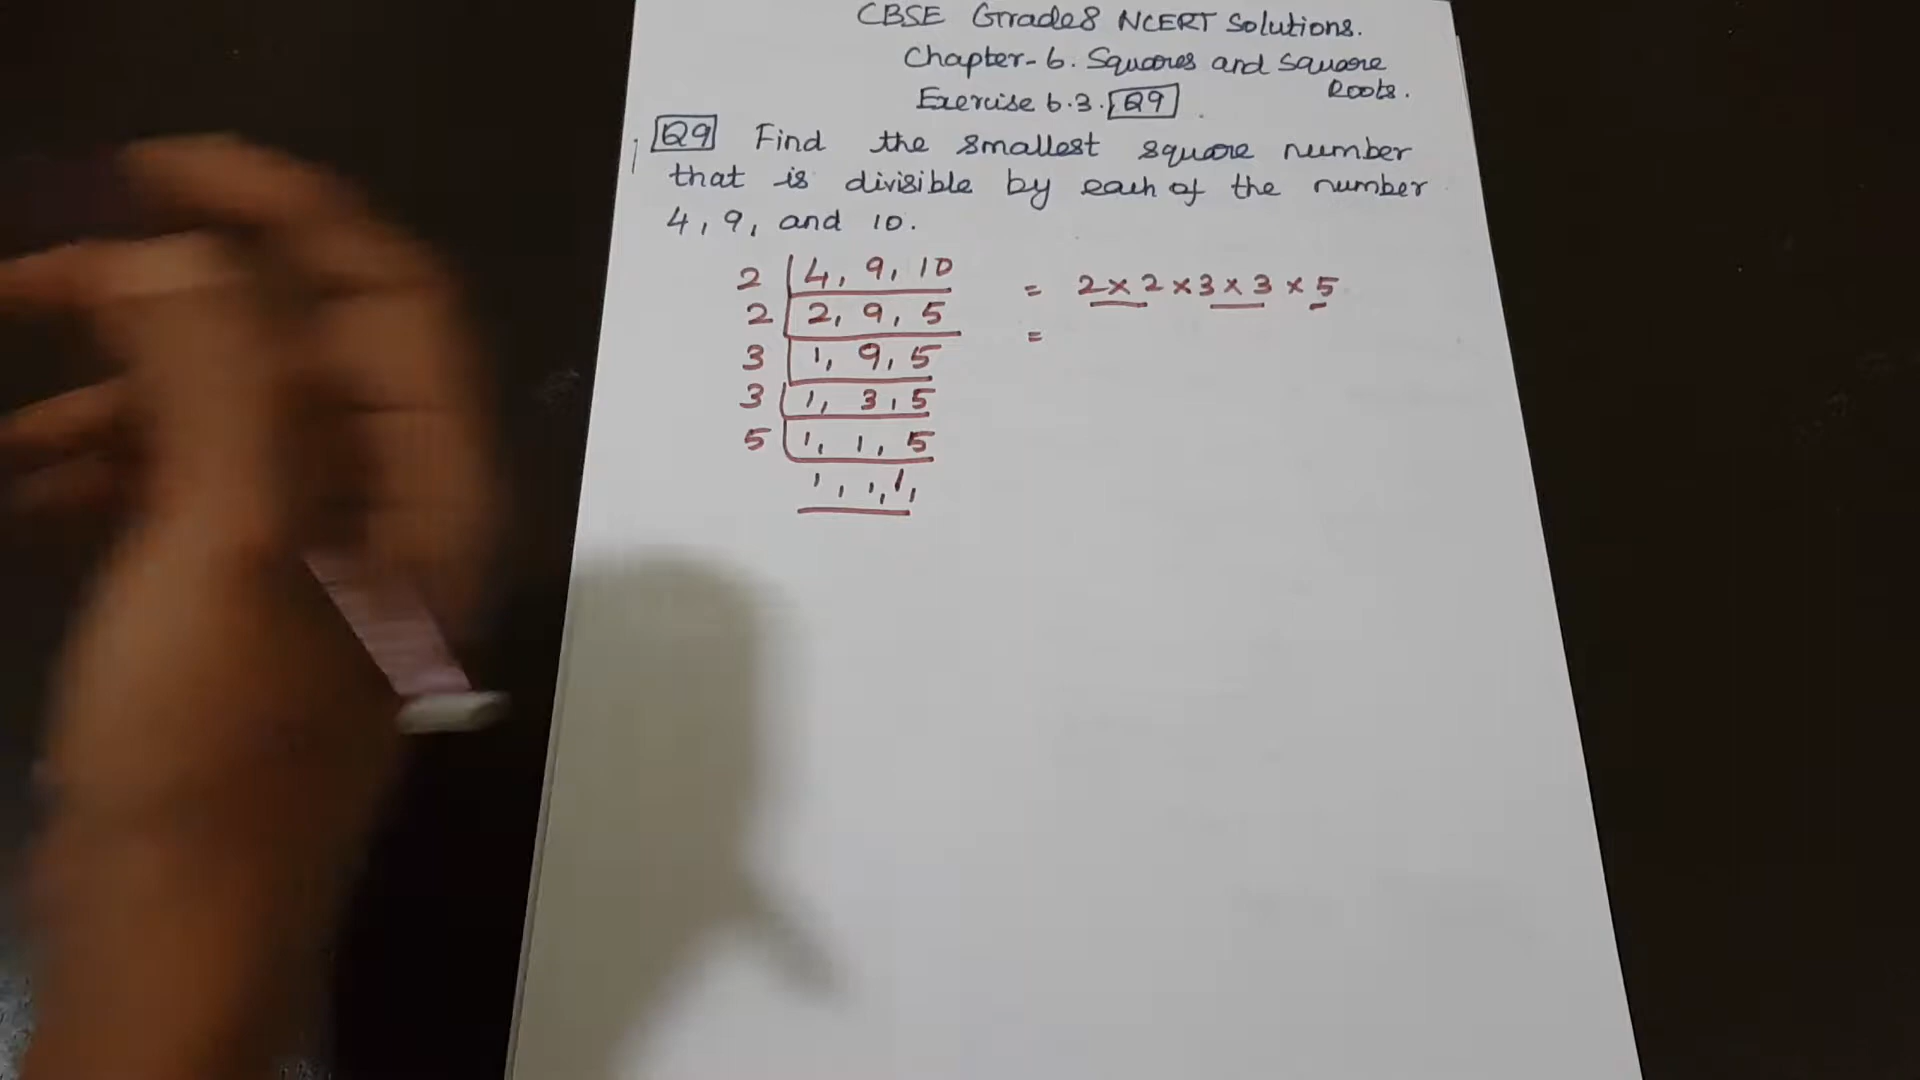 CBSE Grade8 NCERT Solutions.
Chapter-6. Squares and Square
Roots.
Exercise 6.3. Q9
Q9 Find the smallest square number
that is divisible by each of the number
4, 9, and 10.
2 | 4, 9, 10 = 2×2×3×3×5
2 | 2, 9, 5 =
3 | 1, 9, 5
3 | 1, 3, 5
5 | 1, 1, 5
1, 1, 1,